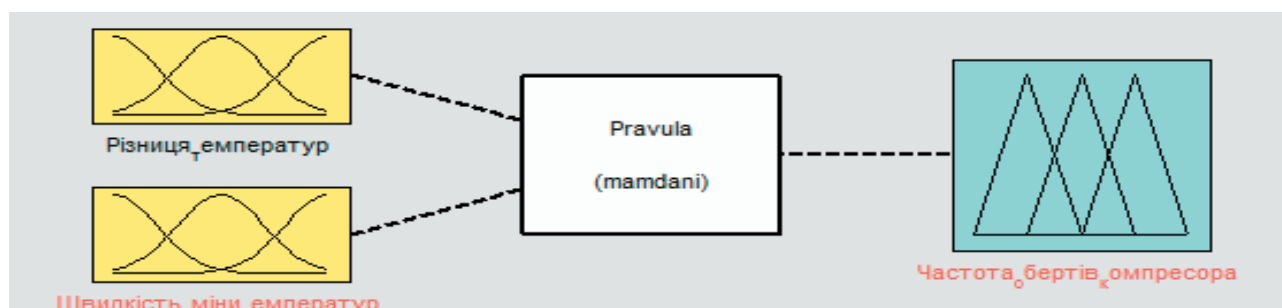 Різницятемператур
Pravula
(mamdani)
Частотаобертівкомпресора
Швидкість міни емператур